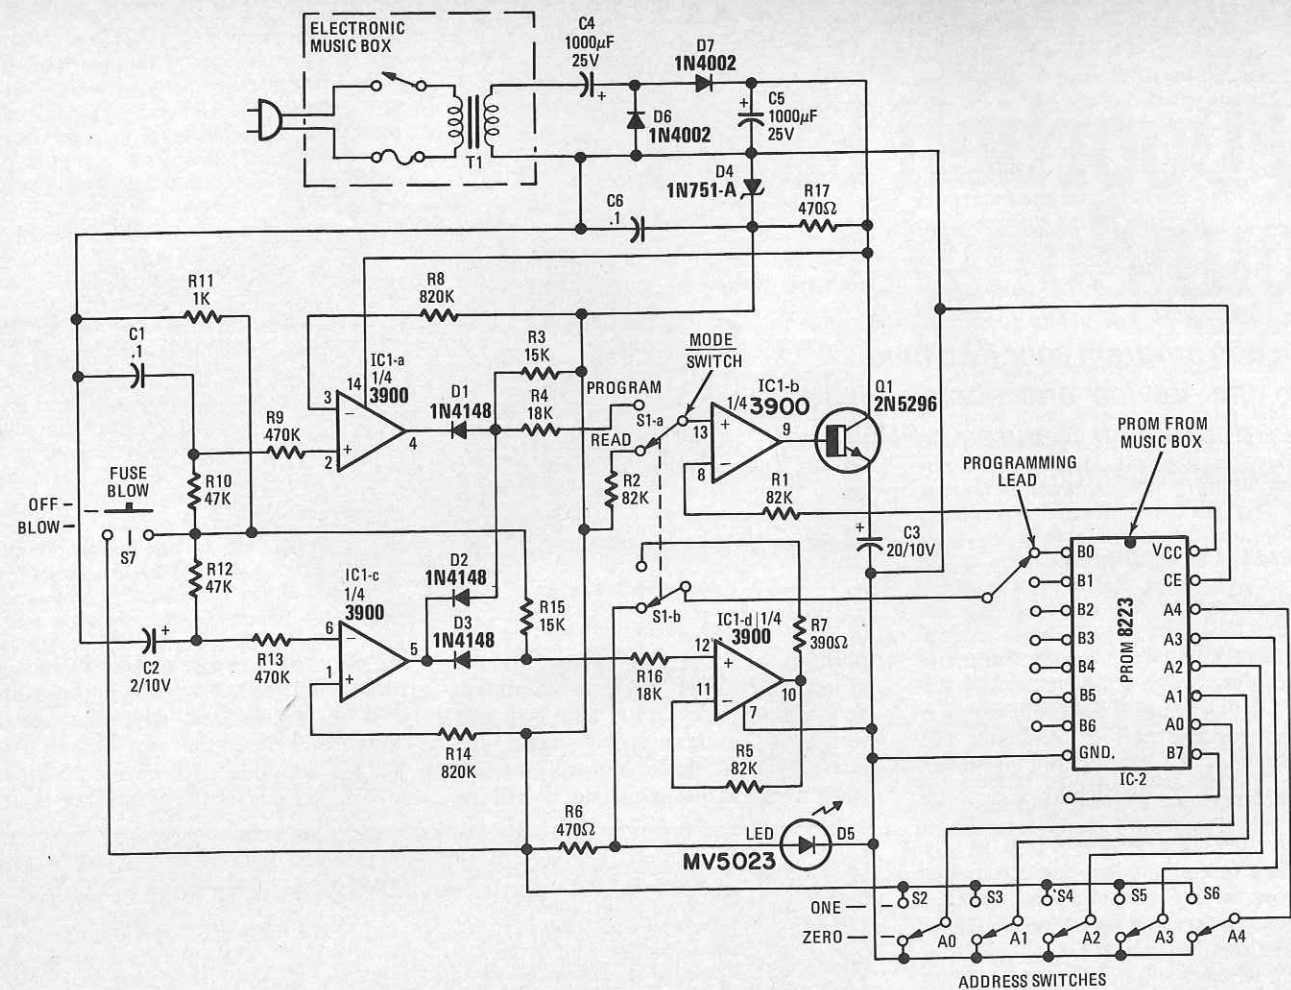 ELECTRONIC
MUSIC BOX
T1
C4
1000µF
25V
+
D7
1N4002
D6
1N4002
+
C5
1000µF
25V
D4
1N751-A
R17
470Ω
C6
.1
R11
1K
C1
.1
R8
820K
IC1-a
1/4
3900
14
3
−
+
2
4
R9
470K
D1
1N4148
R3
15K
R4
18K
PROGRAM
READ
S1-a
MODE
SWITCH
IC1-b
1/4 3900
+
13
−
8
9
Q1
2N5296
R2
82K
R1
82K
+
C3
20/10V
PROGRAMMING
LEAD
PROM FROM
MUSIC BOX
FUSE
BLOW
OFF
BLOW
S7
R10
47K
R12
47K
C2
2/10V
+
R13
470K
IC1-c
1/4
3900
6
−
1
+
5
D2
1N4148
D3
1N4148
R14
820K
R15
15K
S1-b
R16
18K
IC1-d 1/4
3900
12
+
11
−
7
10
R7
390Ω
R5
82K
PROM 8223
B0
B1
B2
B3
B4
B5
B6
GND.
VCC
CE
A4
A3
A2
A1
A0
B7
IC-2
R6
470Ω
LED
D5
MV5023
ONE
ZERO
S2
S3
S4
S5
S6
A0
A1
A2
A3
A4
ADDRESS SWITCHES